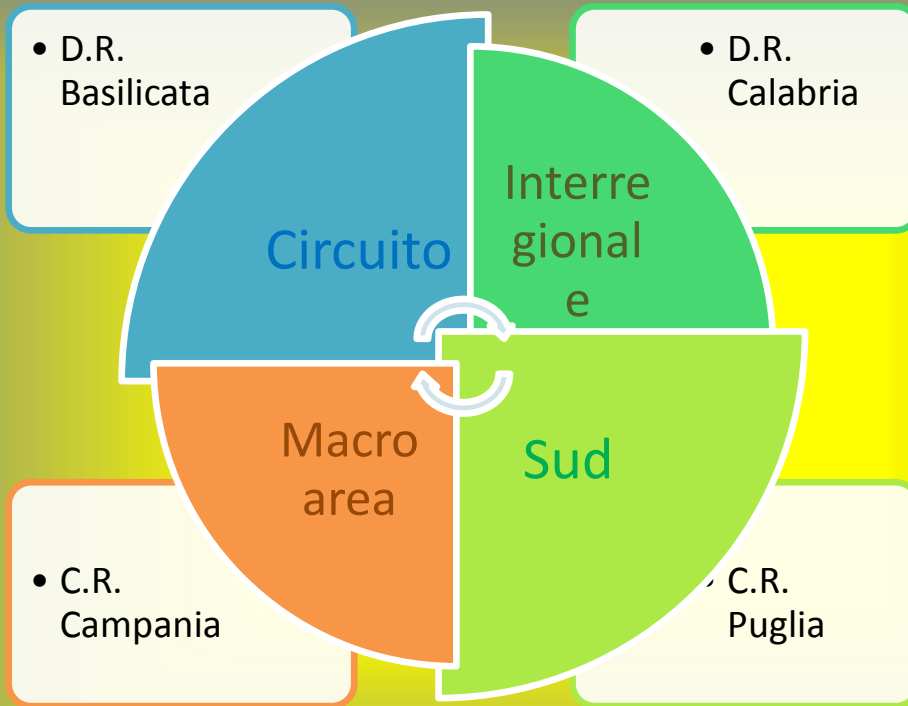 • D.R.
Basilicata
• D.R.
Calabria
Circuito
Interre
gional
e
Macro
area
Sud
• C.R.
Campania
• C.R.
Puglia